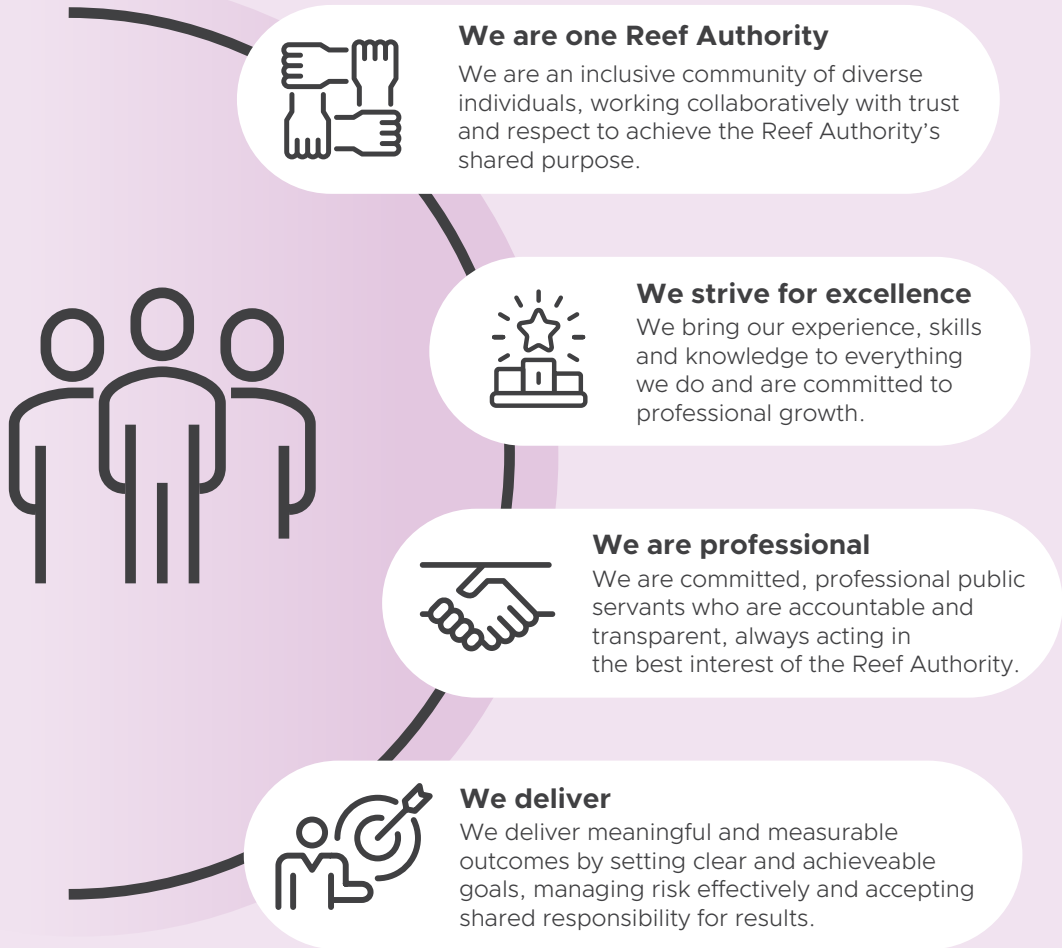 We are one Reef Authority
We are an inclusive community of diverse
individuals, working collaboratively with trust
and respect to achieve the Reef Authority’s
shared purpose.
We strive for excellence
We bring our experience, skills
and knowledge to everything
we do and are committed to
professional growth.
We are professional
We are committed, professional public
servants who are accountable and
transparent, always acting in
the best interest of the Reef Authority.
We deliver
We deliver meaningful and measurable
outcomes by setting clear and achieveable
goals, managing risk effectively and accepting
shared responsibility for results.